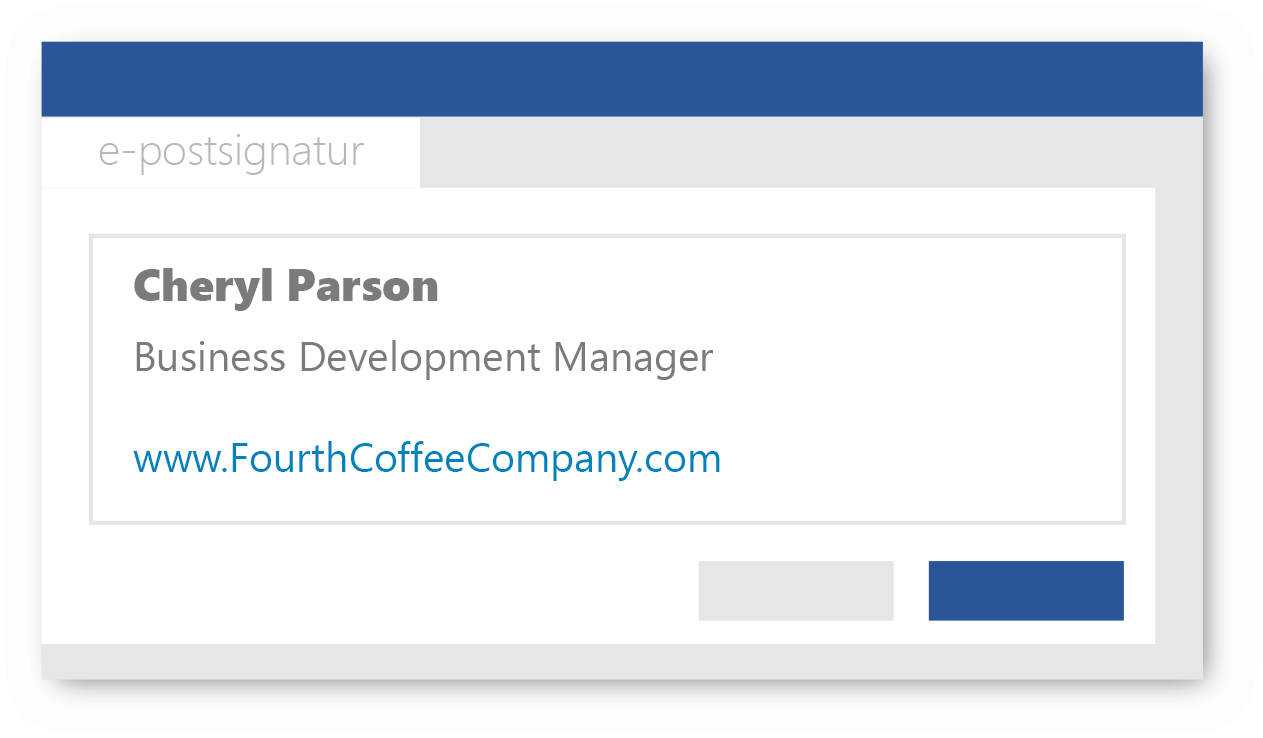 e-postsignatur
Cheryl Parson
Business Development Manager
www.FourthCoffeeCompany.com